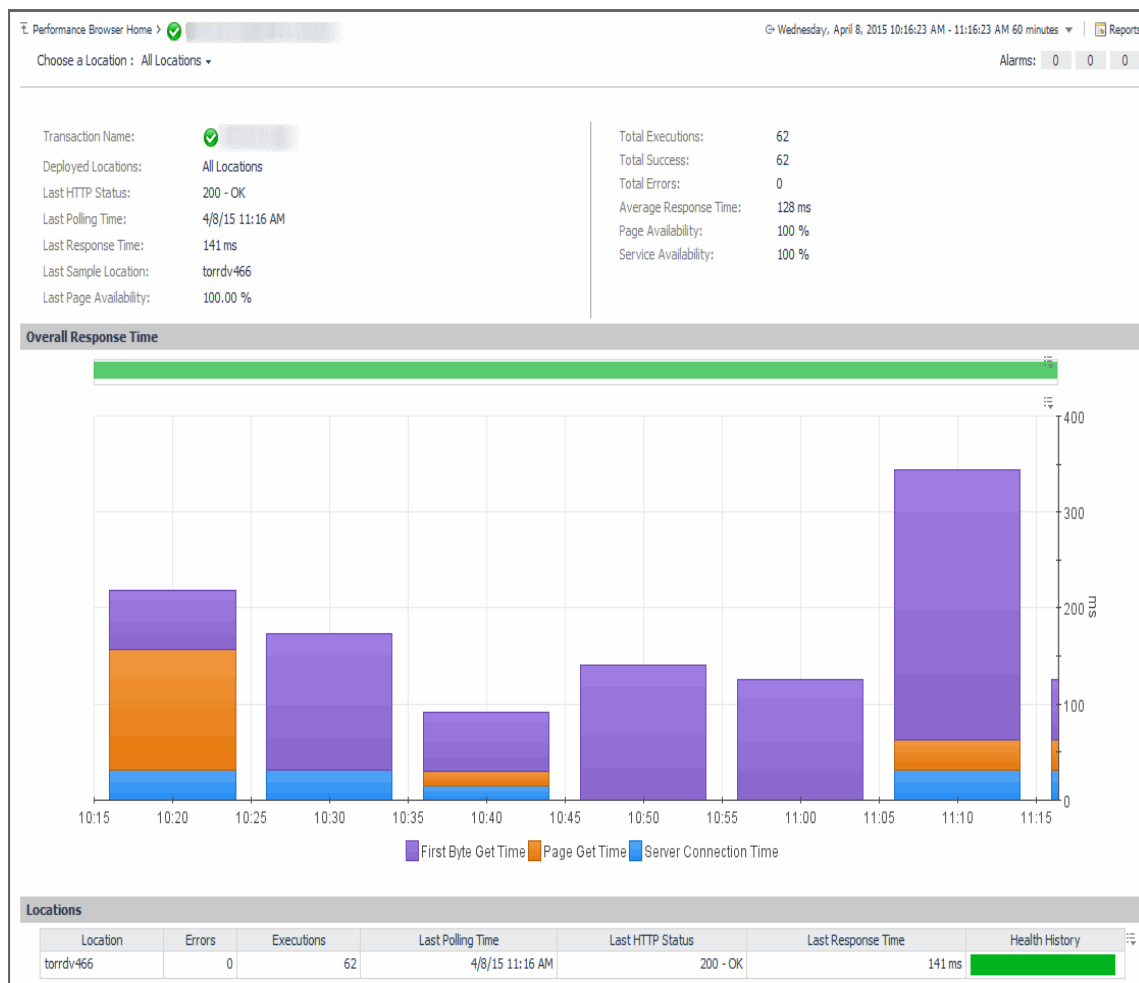 Performance Browser Home > Wednesday, April 8, 2015 10:16:23 AM - 11:16:23 AM 60 minutes Reports
Choose a Location : All Locations Alarms: 0 0 0
Transaction Name:
Deployed Locations: All Locations
Last HTTP Status: 200 - OK
Last Polling Time: 4/8/15 11:16 AM
Last Response Time: 141 ms
Last Sample Location: torrdv466
Last Page Availability: 100.00 %
Total Executions: 62
Total Success: 62
Total Errors: 0
Average Response Time: 128 ms
Page Availability: 100 %
Service Availability: 100 %
Overall Response Time
400
300
200
ms
100
0
10:15 10:20 10:25 10:30 10:35 10:40 10:45 10:50 10:55 11:00 11:05 11:10 11:15
First Byte Get Time Page Get Time Server Connection Time
Locations
Location Errors Executions Last Polling Time Last HTTP Status Last Response Time Health History
torrdv466 0 62 4/8/15 11:16 AM 200 - OK 141 ms